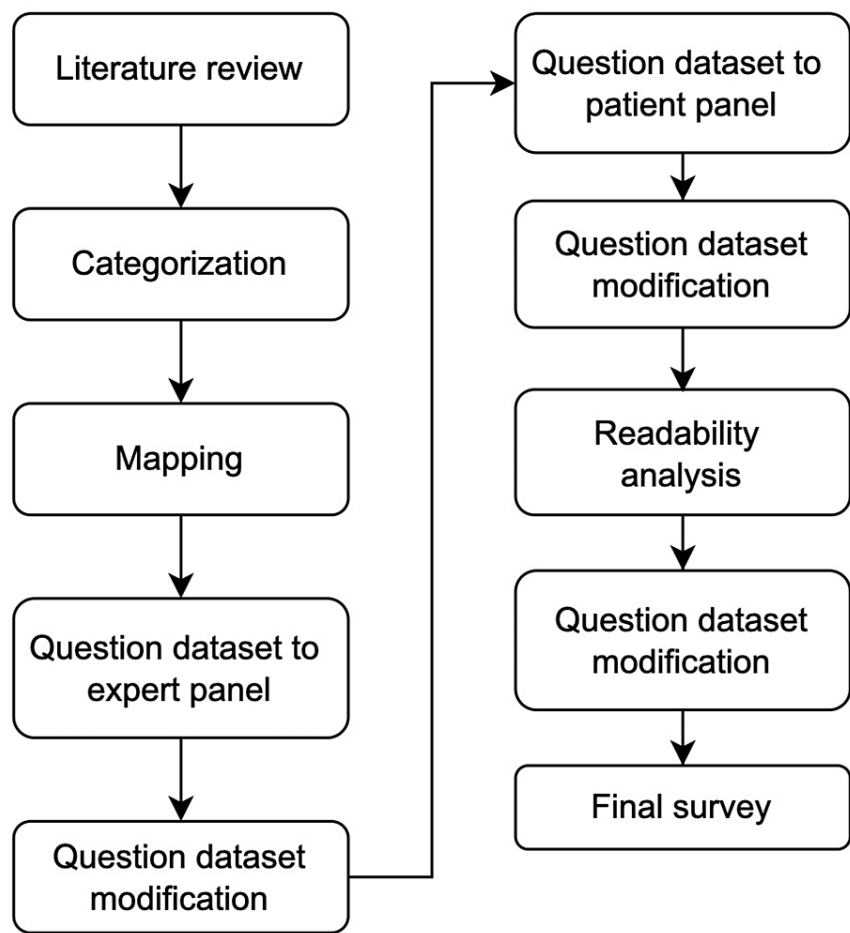 Literature review
Categorization
Mapping
Question dataset to
expert panel
Question dataset
modification
Question dataset to
patient panel
Question dataset
modification
Readability
analysis
Question dataset
modification
Final survey